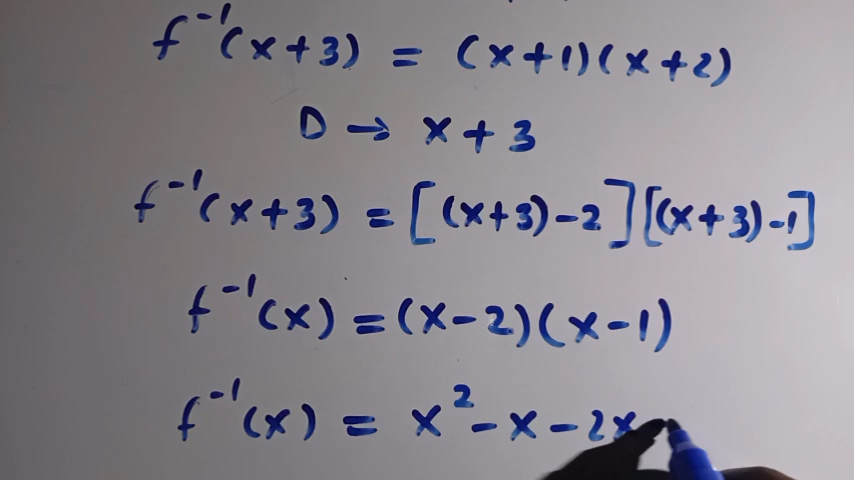 f⁻¹(x+3) = (x+1)(x+2)
D → x+3
f⁻¹(x+3) = [(x+3)-2][(x+3)-1]
f⁻¹(x) = (x-2)(x-1)
f⁻¹(x) = x²-x-2x